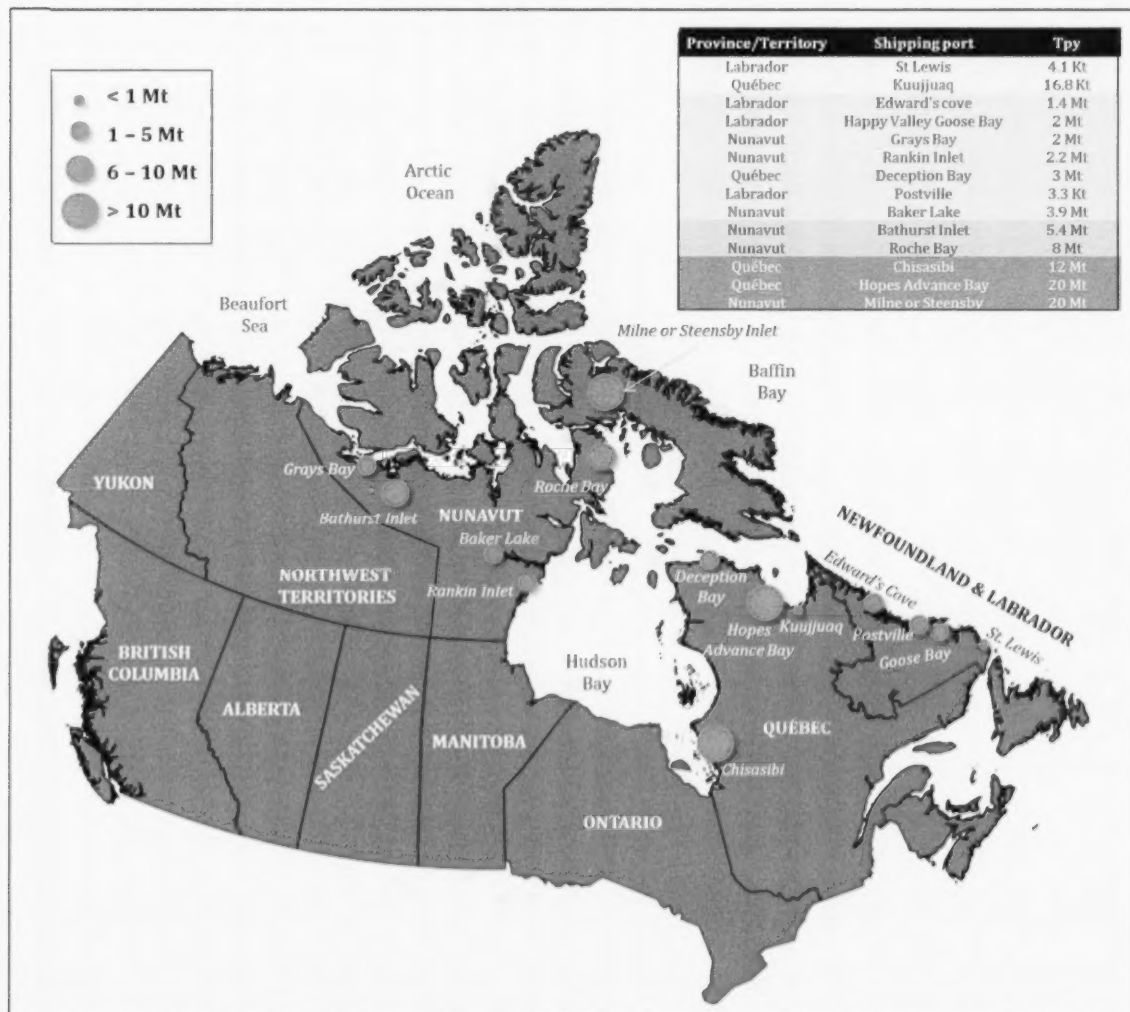 Province/Territory Shipping port Tpy
Labrador St Lewis 4.1 Kt
Québec Kuujjuaq 16.8 Kt
Labrador Edward's cove 1.4 Mt
Labrador Happy Valley Goose Bay 2 Mt
Nunavut Grays Bay 2 Mt
Nunavut Rankin Inlet 2.2 Mt
Québec Deception Bay 3 Mt
Labrador Postville 3.3 Kt
Nunavut Baker Lake 3.9 Mt
Nunavut Bathurst Inlet 5.4 Mt
Nunavut Roche Bay 8 Mt
Québec Chisasibi 12 Mt
Québec Hopes Advance Bay 20 Mt
Nunavut Milne or Steensby 20 Mt
< 1 Mt
1 – 5 Mt
6 – 10 Mt
> 10 Mt
Arctic
Ocean
Beaufort
Sea
Milne or Steensby Inlet
Baffin
Bay
YUKON
Grays Bay
Bathurst Inlet
Roche Bay
NUNAVUT
Baker Lake
NEWFOUNDLAND & LABRADOR
NORTHWEST
TERRITORIES
Rankin Inlet
Deception
Bay
Edward's Cove
Hopes
Advance Bay
Kuujjuaq
Postville
Goose Bay
St. Lewis
BRITISH
COLUMBIA
Hudson
Bay
ALBERTA
SASKATCHEWAN
MANITOBA
QUÉBEC
Chisasibi
ONTARIO